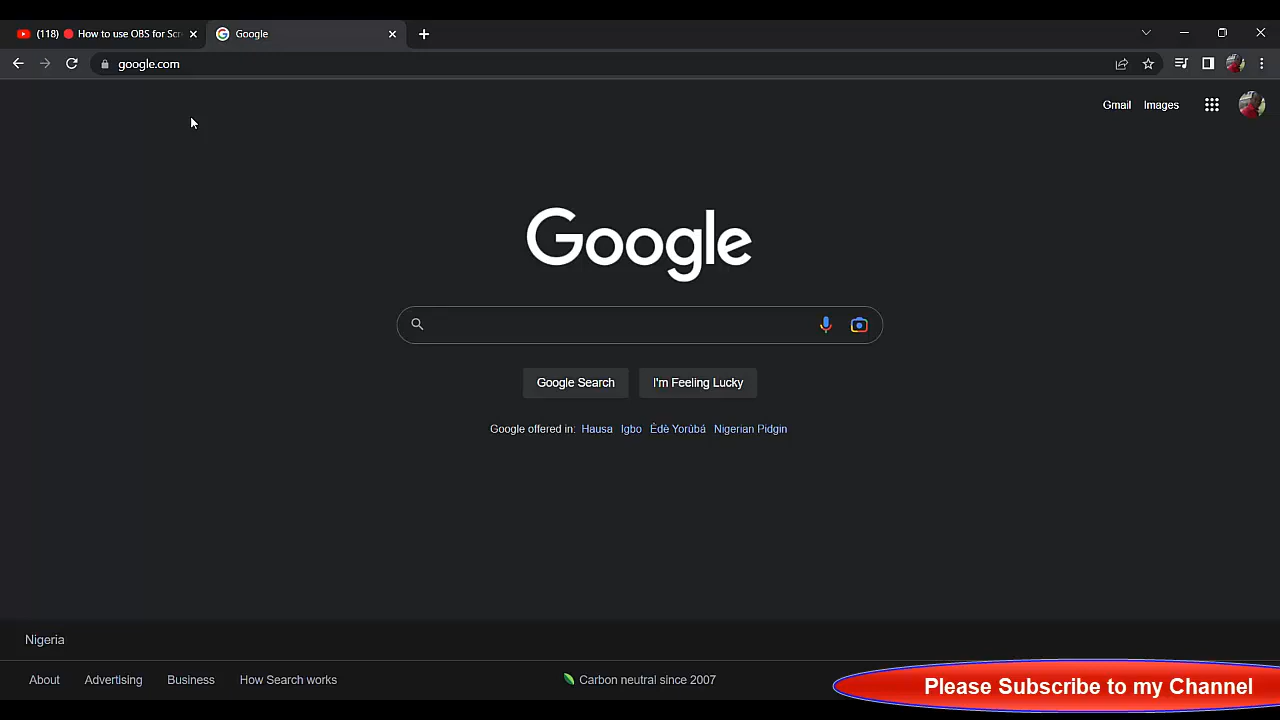 (118) How to use OBS for Scr
Google
google.com
Gmail Images
Google
Google Search I'm Feeling Lucky
Google offered in: Hausa Igbo Èdè Yorùbá Nigerian Pidgin
Nigeria
About Advertising Business How Search works Carbon neutral since 2007
Please Subscribe to my Channel